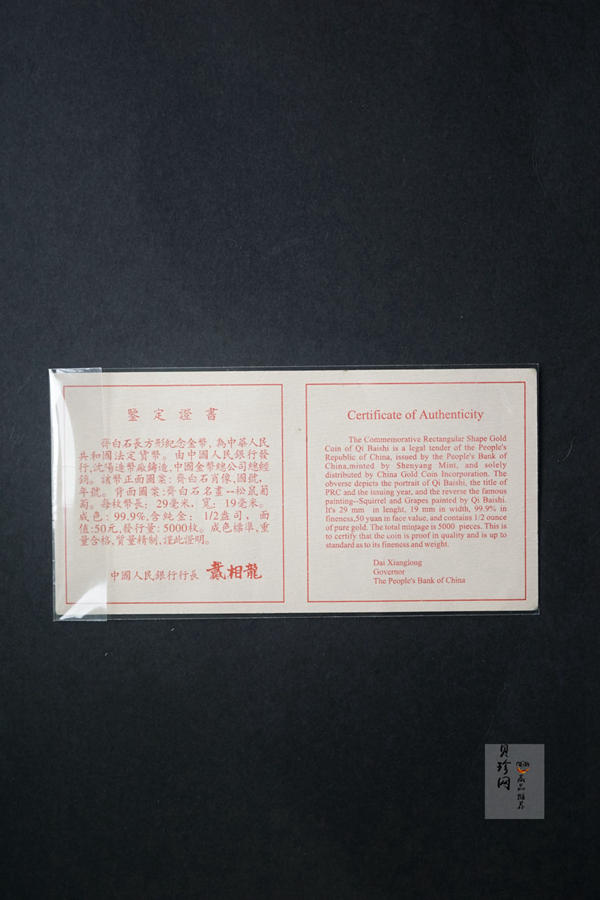 鑒定證書
齊白石長方形紀念金幣，為中華人民
共和國法定貨幣。由中國人民銀行發
行，沈陽造幣廠鑄造，中國金幣總公司總經
銷。該幣正面圖案：齊白石肖像，國號，
年號。背面圖案：齊白石名畫--松鼠葡
萄。每枚幣長：29毫米，寬：19毫米。
成色：99.9%，含純金：1/2盎司，面
值:50元，發行量:5000枚。成色標準，重
量合格，質量精制，謹此證明。
中國人民銀行行長 戴相龍
Certificate of Authenticity
The Commemorative Rectangular Shape Gold
Coin of Qi Baishi is a legal tender of the People's
Republic of China, issued by the People's Bank of
China,minted by Shenyang Mint, and solely
distributed by China Gold Coin Incorporation. The
obverse depicts the portrait of Qi Baishi, the title of
PRC and the issuing year, and the reverse the famous
painting--Squirrel and Grapes painted by Qi Baishi.
It's 29 mm in lenght, 19 mm in width, 99.9% in
fineness,50 yuan in face value, and contains 1/2 ounce
of pure gold. The total mintage is 5000 pieces. This is
to certify that the coin is proof in quality and is up to
standard as to its fineness and weight.
Dai Xianglong
Governor
The People's Bank of China
貝珍网
藏品推荐